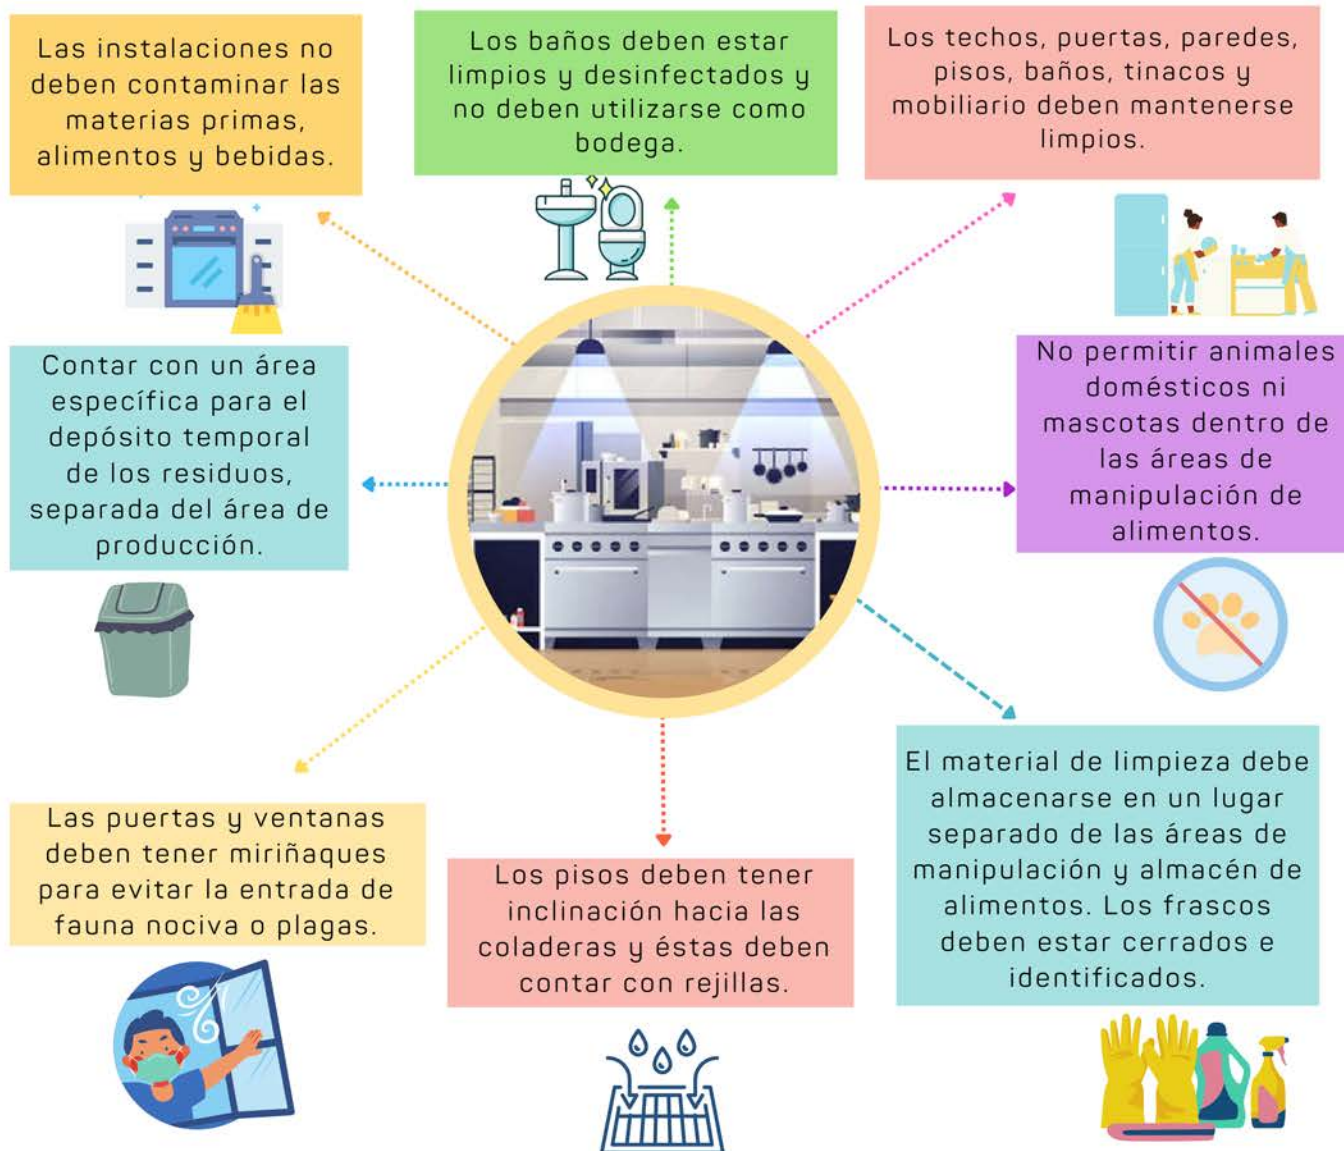 Las instalaciones no
deben contaminar las
materias primas,
alimentos y bebidas.
Los baños deben estar
limpios y desinfectados y
no deben utilizarse como
bodega.
Los techos, puertas, paredes,
pisos, baños, tinacos y
mobiliario deben mantenerse
limpios.
Contar con un área
específica para el
depósito temporal
de los residuos,
separada del área de
producción.
No permitir animales
domésticos ni
mascotas dentro de
las áreas de
manipulación de
alimentos.
Las puertas y ventanas
deben tener miriñaques
para evitar la entrada de
fauna nociva o plagas.
Los pisos deben tener
inclinación hacia las
coladeras y éstas deben
contar con rejillas.
El material de limpieza debe
almacenarse en un lugar
separado de las áreas de
manipulación y almacén de
alimentos. Los frascos
deben estar cerrados e
identificados.